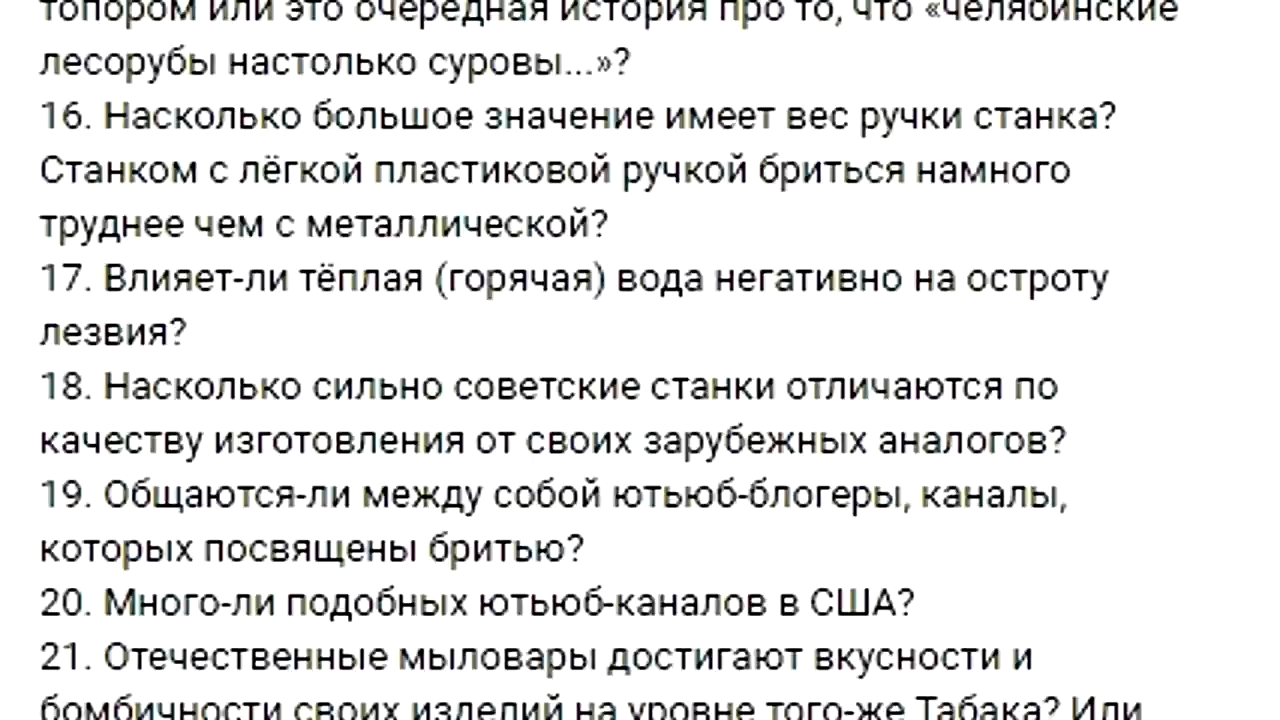 топором или это очередная история про то, что «челябинские
лесорубы настолько суровы...»?
16. Насколько большое значение имеет вес ручки станка?
Станком с лёгкой пластиковой ручкой бриться намного
труднее чем с металлической?
17. Влияет-ли тёплая (горячая) вода негативно на остроту
лезвия?
18. Насколько сильно советские станки отличаются по
качеству изготовления от своих зарубежных аналогов?
19. Общаются-ли между собой ютьюб-блогеры, каналы,
которых посвящены бритью?
20. Много-ли подобных ютьюб-каналов в США?
21. Отечественные мыловары достигают вкусности и
бомбичности своих изделий на уровне того-же Табака? Или